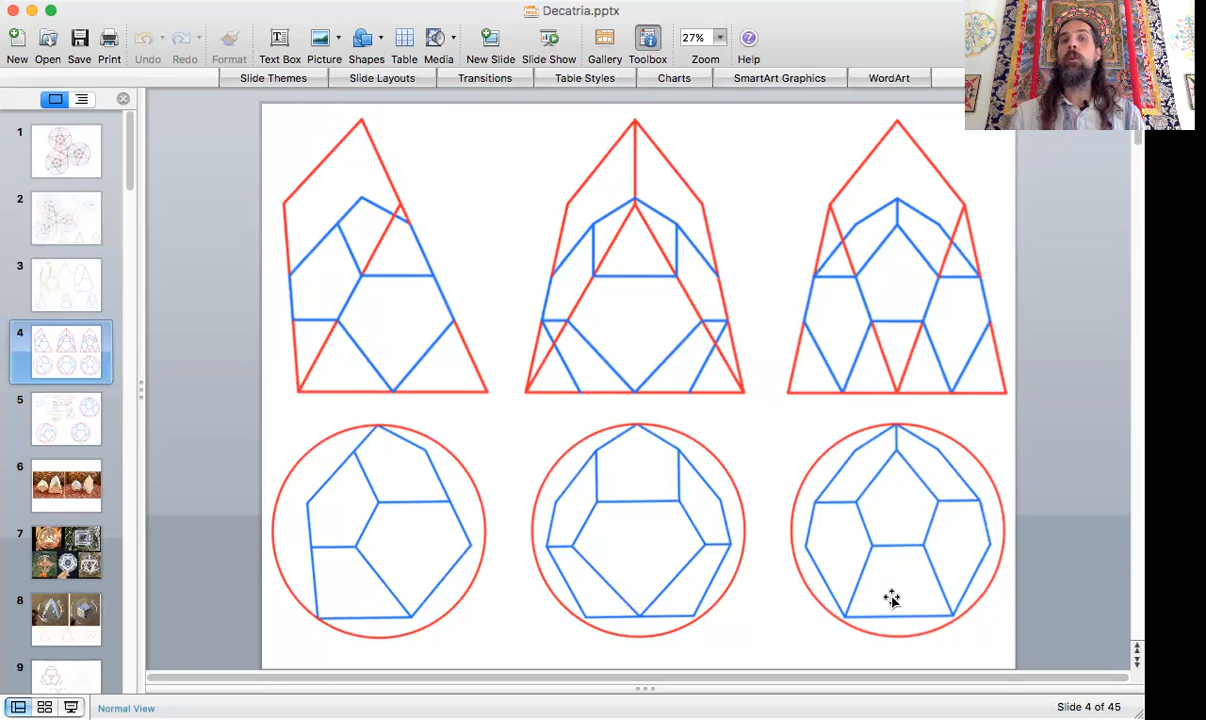 Decatria.pptx
New Open Save Print Undo Redo Format Text Box Picture Shapes Table Media New Slide Slide Show Gallery Toolbox 27% Zoom Help
Slide Themes Slide Layouts Transitions Table Styles Charts SmartArt Graphics WordArt
1
2
3
4
5
6
7
8
9
Normal View Slide 4 of 45